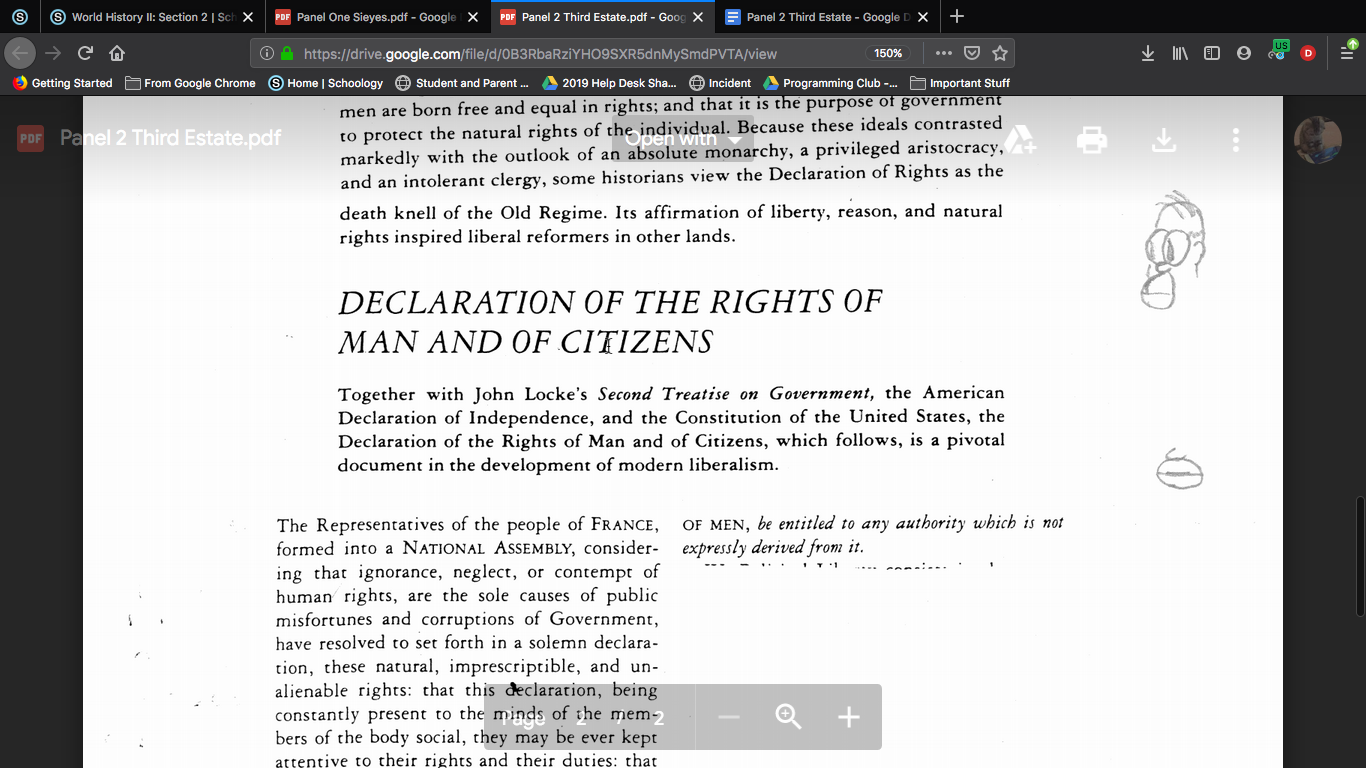 World History II: Section 2 | Sch
Panel One Sieyes.pdf - Google
Panel 2 Third Estate.pdf - Goog
Panel 2 Third Estate - Google D
https://drive.google.com/file/d/0B3RbaRziYHO9SXR5dnMySmdPVTA/view
150%
US
D
Getting Started
From Google Chrome
Home | Schoology
Student and Parent ...
2019 Help Desk Sha...
Incident
Programming Club -...
Important Stuff
PDF
Panel 2 Third Estate.pdf
Open with
men are born free and equal in rights; and that it is the purpose of government
to protect the natural rights of the individual. Because these ideals contrasted
markedly with the outlook of an absolute monarchy, a privileged aristocracy,
and an intolerant clergy, some historians view the Declaration of Rights as the
death knell of the Old Regime. Its affirmation of liberty, reason, and natural
rights inspired liberal reformers in other lands.
DECLARATION OF THE RIGHTS OF
MAN AND OF CITIZENS
Together with John Locke's Second Treatise on Government, the American
Declaration of Independence, and the Constitution of the United States, the
Declaration of the Rights of Man and of Citizens, which follows, is a pivotal
document in the development of modern liberalism.
The Representatives of the people of FRANCE,
formed into a NATIONAL ASSEMBLY, consider-
ing that ignorance, neglect, or contempt of
human rights, are the sole causes of public
misfortunes and corruptions of Government,
have resolved to set forth in a solemn declara-
tion, these natural, imprescriptible, and un-
alienable rights: that this declaration, being
constantly present to the minds of the mem-
bers of the body social, they may be ever kept
attentive to their rights and their duties: that
OF MEN, be entitled to any authority which is not
expressly derived from it.
Page 2 / 2